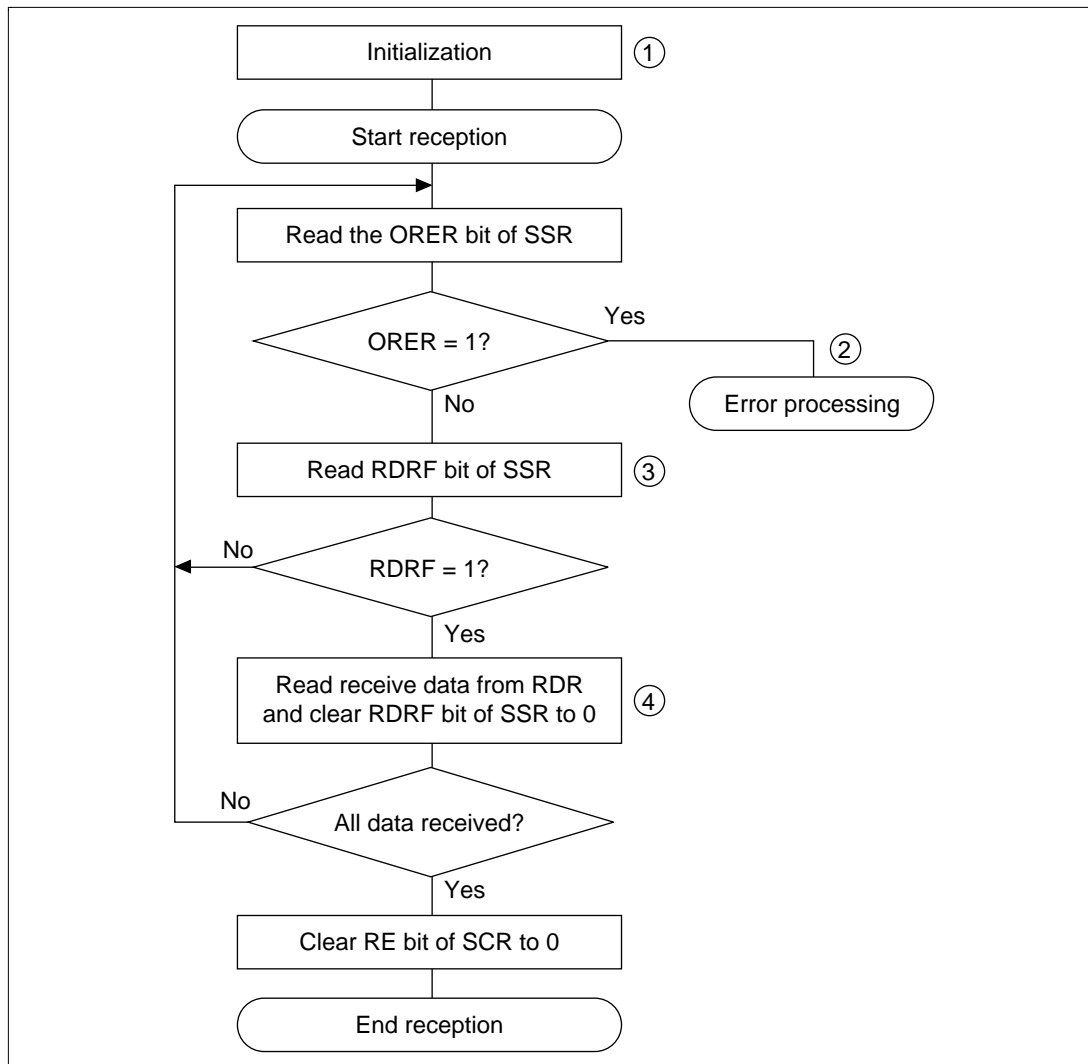 Initialization
1
Start reception
Read the ORER bit of SSR
ORER = 1?
Yes
2
Error processing
No
Read RDRF bit of SSR
3
No
RDRF = 1?
Yes
Read receive data from RDR
and clear RDRF bit of SSR to 0
4
No
All data received?
Yes
Clear RE bit of SCR to 0
End reception